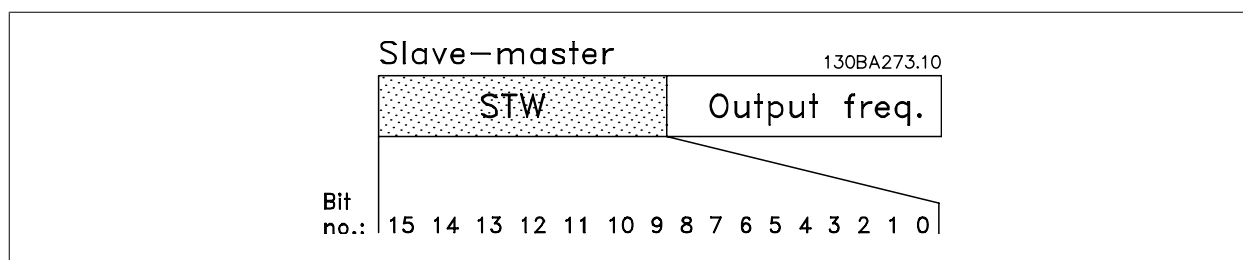 Slave-master
130BA273.10
STW
Output freq.
Bit
no.: 15 14 13 12 11 10 9 8 7 6 5 4 3 2 1 0